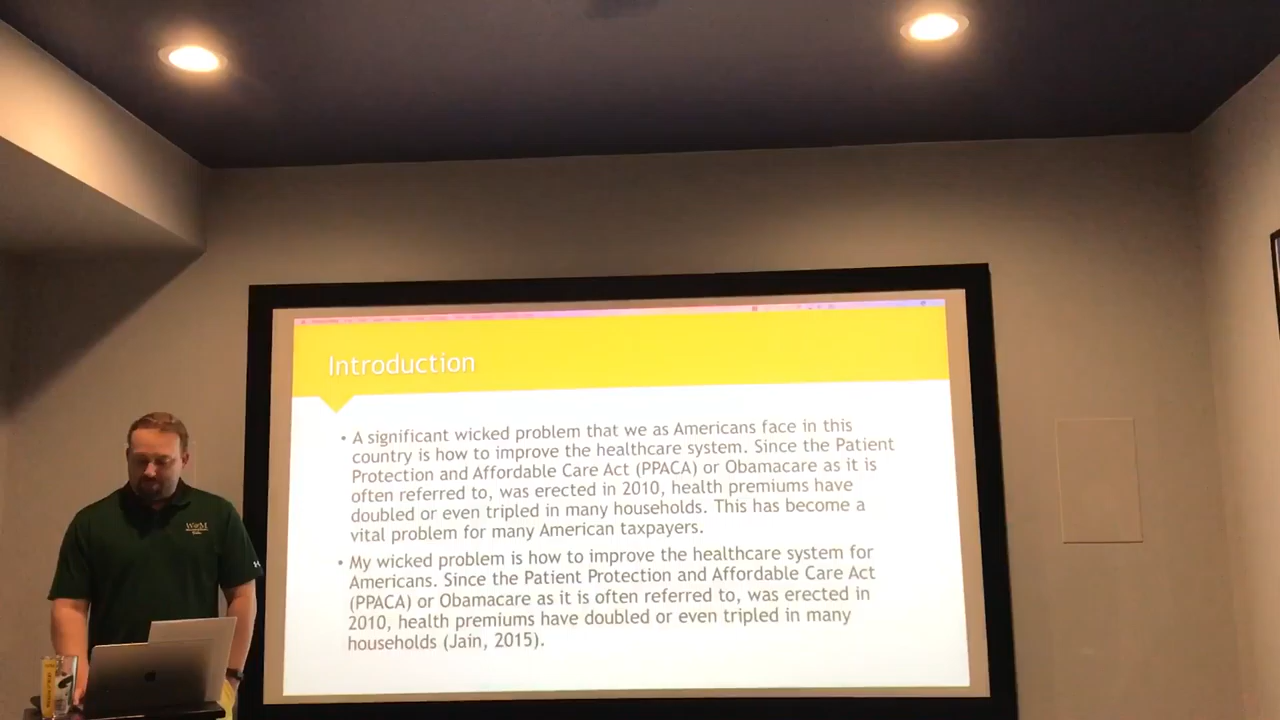 Introduction
• A significant wicked problem that we as Americans face in this
country is how to improve the healthcare system. Since the Patient
Protection and Affordable Care Act (PPACA) or Obamacare as it is
often referred to, was erected in 2010, health premiums have
doubled or even tripled in many households. This has become a
vital problem for many American taxpayers.
• My wicked problem is how to improve the healthcare system for
Americans. Since the Patient Protection and Affordable Care Act
(PPACA) or Obamacare as it is often referred to, was erected in
2010, health premiums have doubled or even tripled in many
households (Jain, 2015).
W&M